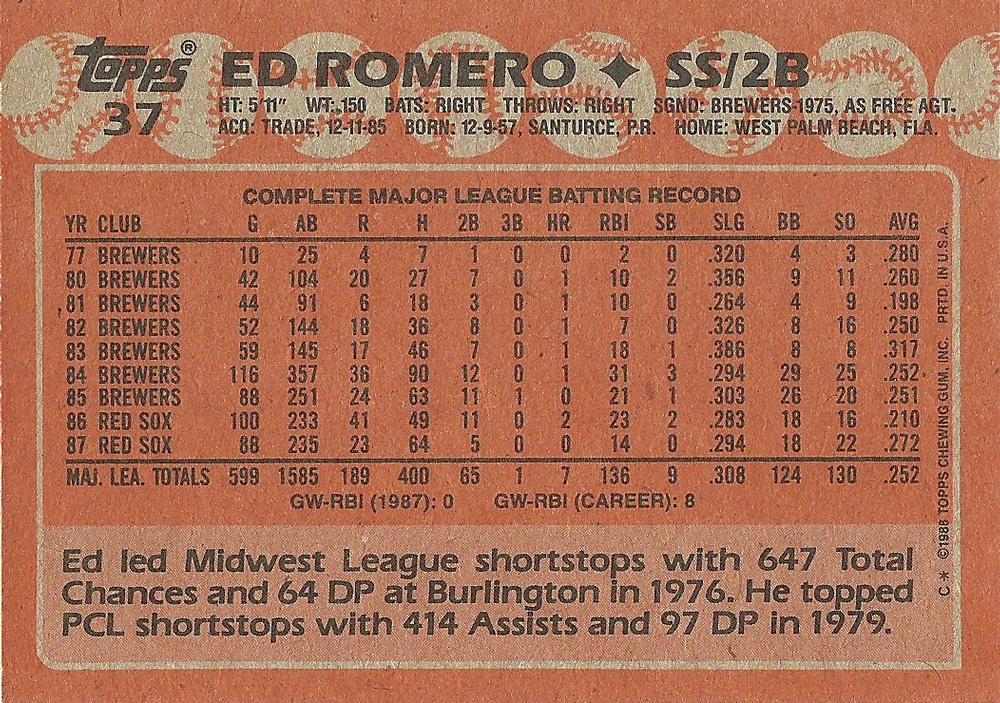 topps® ED ROMERO ✦ SS/2B
37 HT: 5'11" WT: 150 BATS: RIGHT THROWS: RIGHT SGND: BREWERS-1975, AS FREE AGT.
ACQ: TRADE, 12-11-85 BORN: 12-9-57, SANTURCE, P.R. HOME: WEST PALM BEACH, FLA.
COMPLETE MAJOR LEAGUE BATTING RECORD
YR CLUB G AB R H 2B 3B HR RBI SB SLG BB SO AVG
77 BREWERS 10 25 4 7 1 0 0 2 0 .320 4 3 .280
80 BREWERS 42 104 20 27 7 0 1 10 2 .356 9 11 .260
81 BREWERS 44 91 6 18 3 0 1 10 0 .264 4 9 .198
82 BREWERS 52 144 18 36 8 0 1 7 0 .326 8 16 .250
83 BREWERS 59 145 17 46 7 0 1 18 1 .386 8 8 .317
84 BREWERS 116 357 36 90 12 0 1 31 3 .294 29 25 .252
85 BREWERS 88 251 24 63 11 1 0 21 1 .303 26 20 .251
86 RED SOX 100 233 41 49 11 0 2 23 2 .283 18 16 .210
87 RED SOX 88 235 23 64 5 0 0 14 0 .294 18 22 .272
MAJ. LEA. TOTALS 599 1585 189 400 65 1 7 136 9 .308 124 130 .252
GW-RBI (1987): 0 GW-RBI (CAREER): 8
Ed led Midwest League shortstops with 647 Total
Chances and 64 DP at Burlington in 1976. He topped
PCL shortstops with 414 Assists and 97 DP in 1979.
C * ©1988 TOPPS CHEWING GUM, INC. PRTD. IN U.S.A.